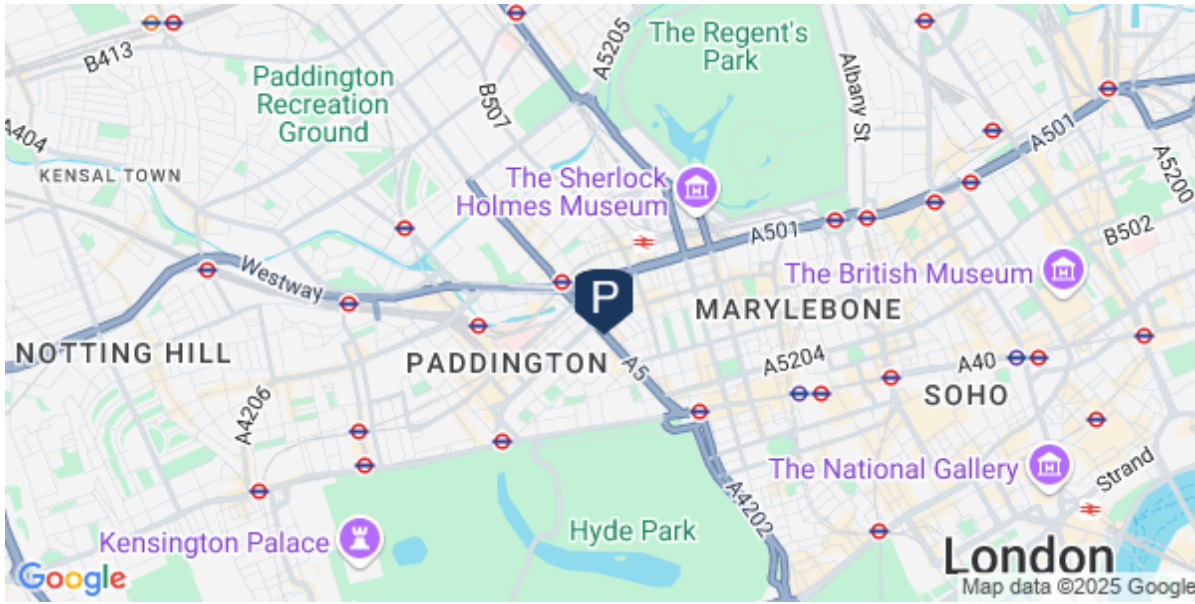 B413
A5205
The Regent's
Park
Albany St
Paddington
Recreation
Ground
B507
A501
A404
A5200
KENSAL TOWN
The Sherlock
Holmes Museum
A501
B502
Westway
The British Museum
P
MARYLEBONE
NOTTING HILL
PADDINGTON
A5
A5204
A40
SOHO
A4206
The National Gallery
Strand
A4202
Kensington Palace
Hyde Park
London
Google
Map data ©2025 Google